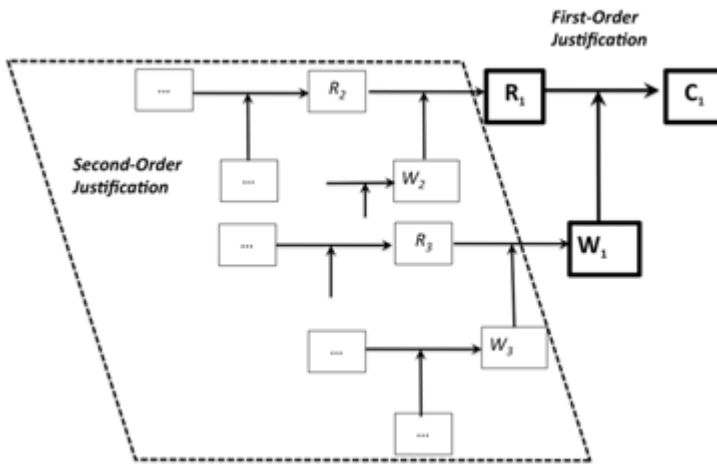 First-Order
Justification
... R₂ R₁ C₁
Second-Order
Justification
... W₂
... R₃ W₁
... W₃
...